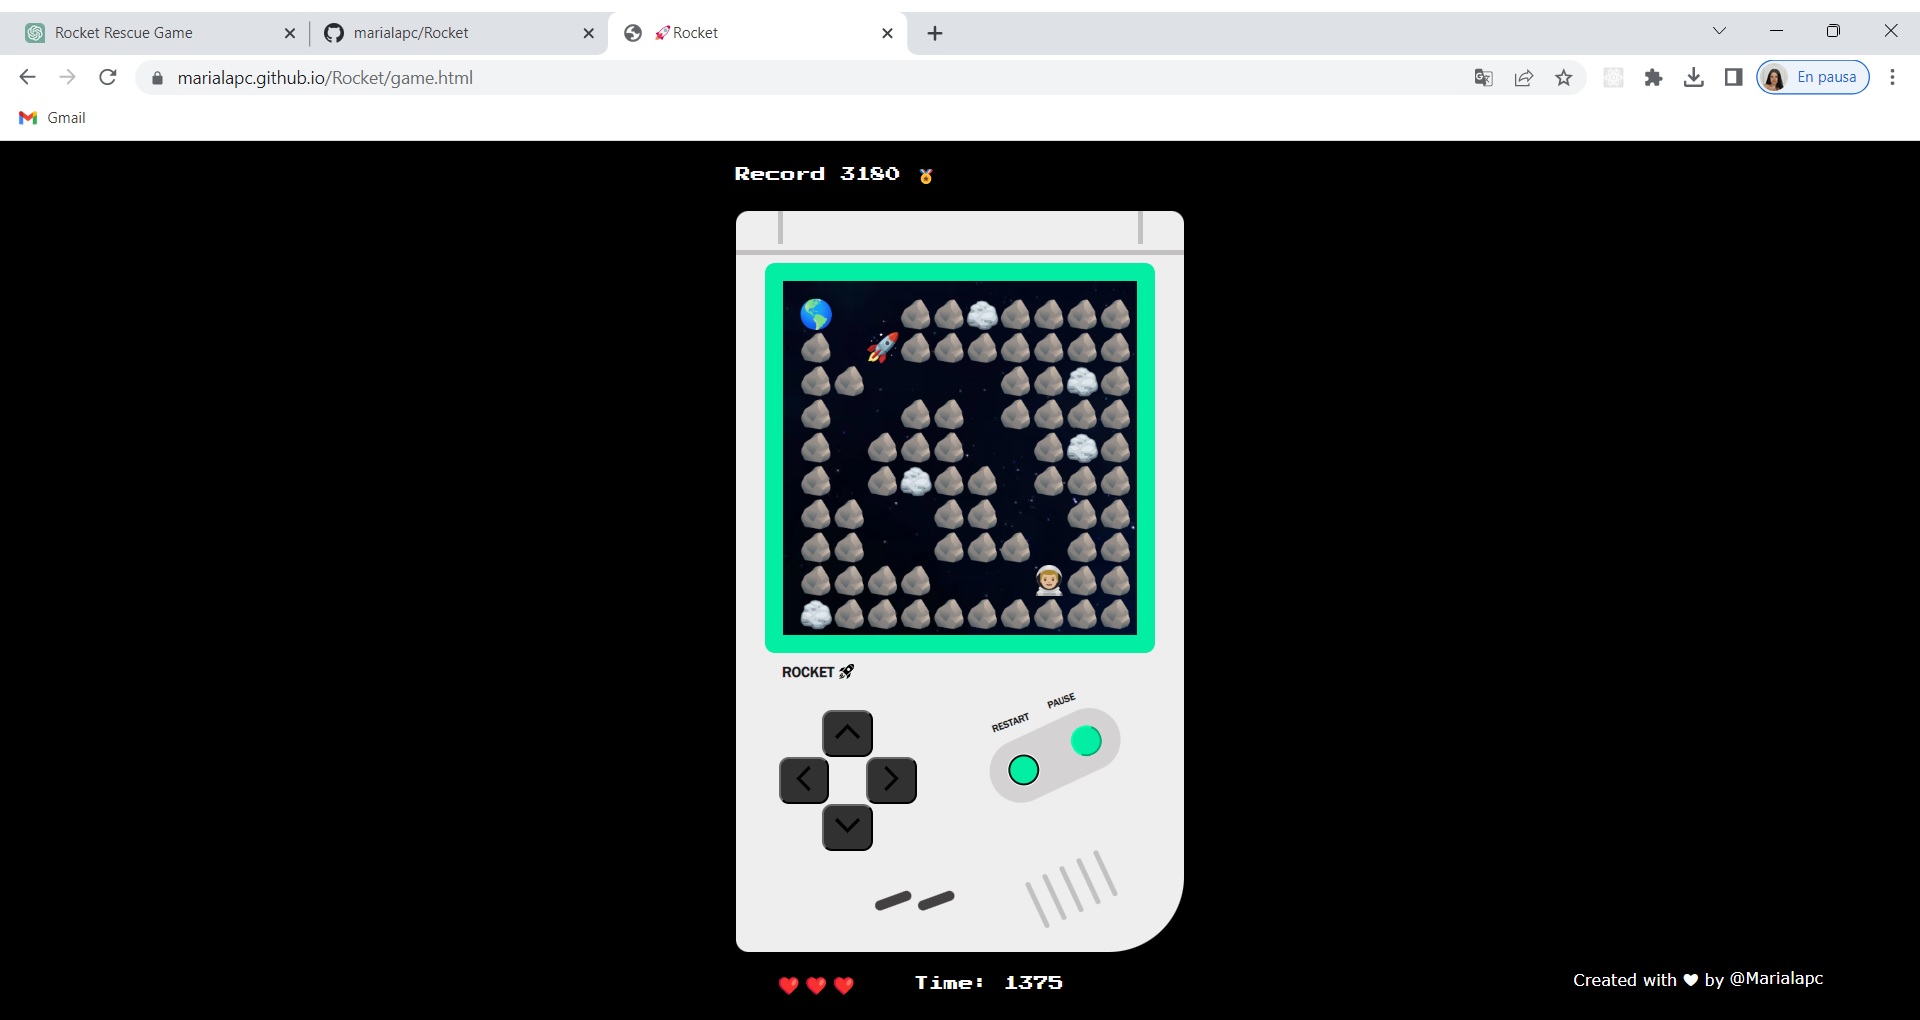 Rocket Rescue Game
marialapc/Rocket
Rocket
marialapc.github.io/Rocket/game.html
En pausa
Gmail
Record 3180
ROCKET
RESTART
PAUSE
Time: 1375
Created with ♥ by @Marialapc